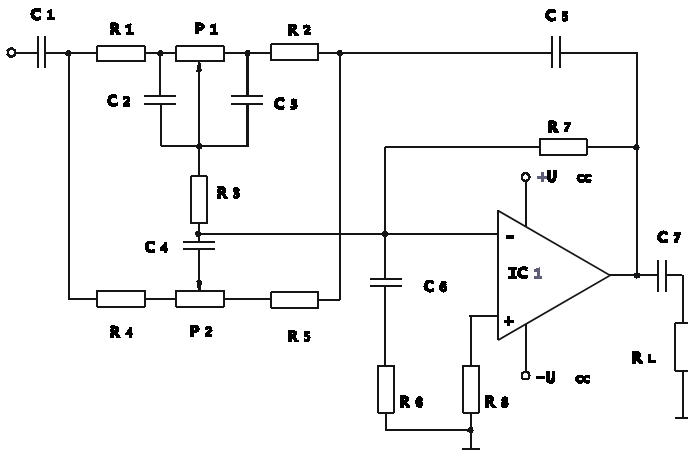 C1
R1
P1
R2
C5
C2
C3
R7
R3
+U cc
C4
C7
-
IC1
C6
+
R4
P2
R5
RL
-U cc
R6
R8